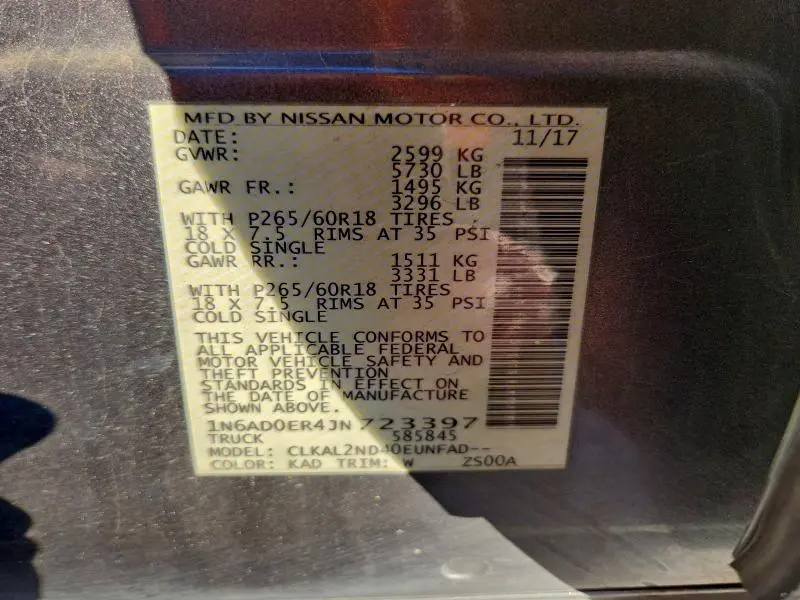 MFD BY NISSAN MOTOR CO., LTD.
DATE: 11/17
GVWR: 2599 KG
5730 LB
GAWR FR.: 1495 KG
3296 LB
WITH P265/60R18 TIRES
18 X 7.5 RIMS AT 35 PSI
COLD SINGLE
GAWR RR.: 1511 KG
3331 LB
WITH P265/60R18 TIRES
18 X 7.5 RIMS AT 35 PSI
COLD SINGLE
THIS VEHICLE CONFORMS TO
ALL APPLICABLE FEDERAL
MOTOR VEHICLE SAFETY AND
THEFT PREVENTION
STANDARDS IN EFFECT ON
THE DATE OF MANUFACTURE
SHOWN ABOVE.
1N6AD0ER4JN723397
TRUCK 585845
MODEL: CLKAL2ND40EUNFAD--
COLOR: KAD TRIM: W ZS00A